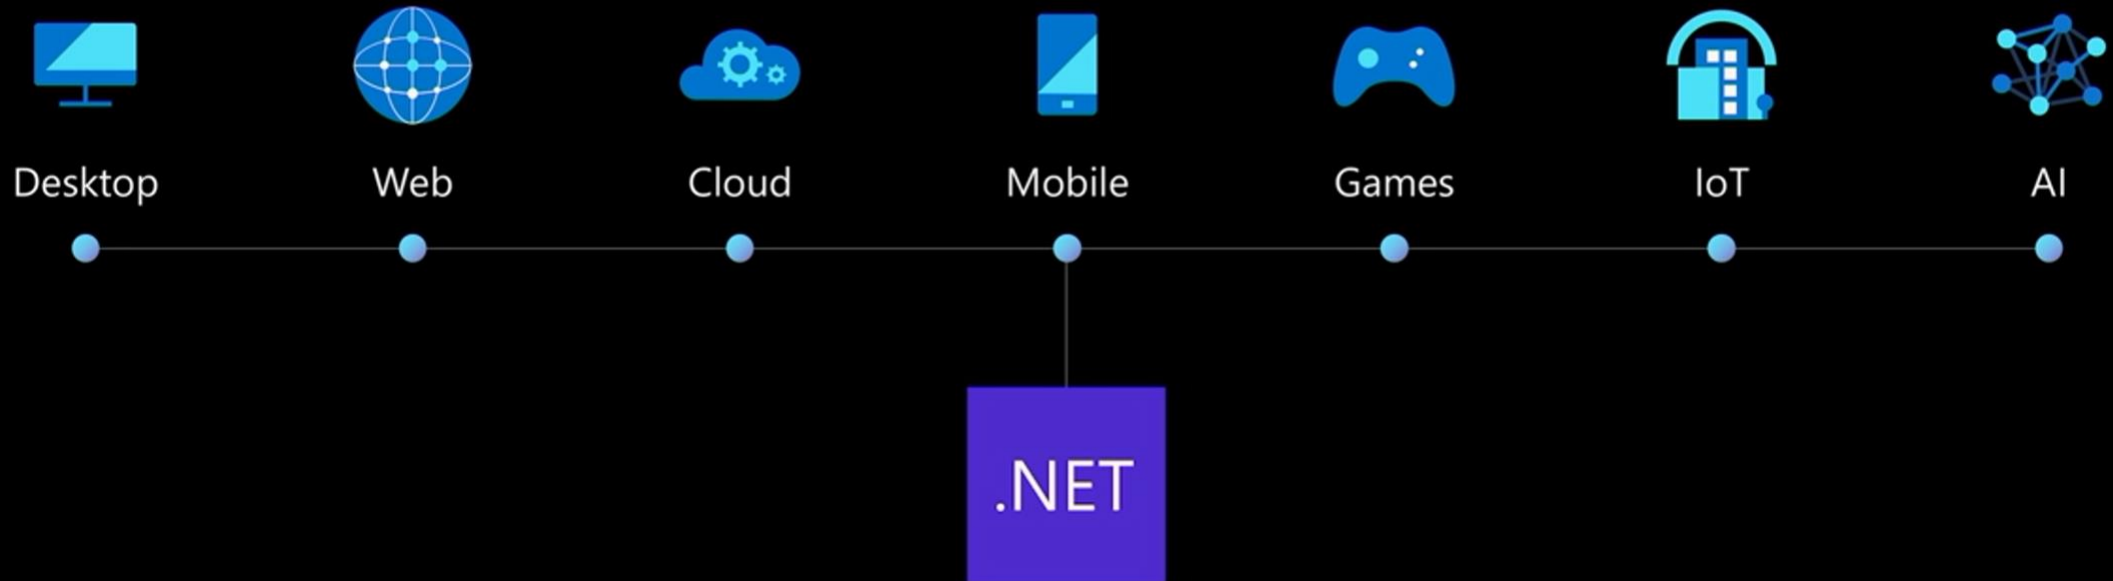 Desktop
Web
Cloud
Mobile
Games
IoT
AI
.NET